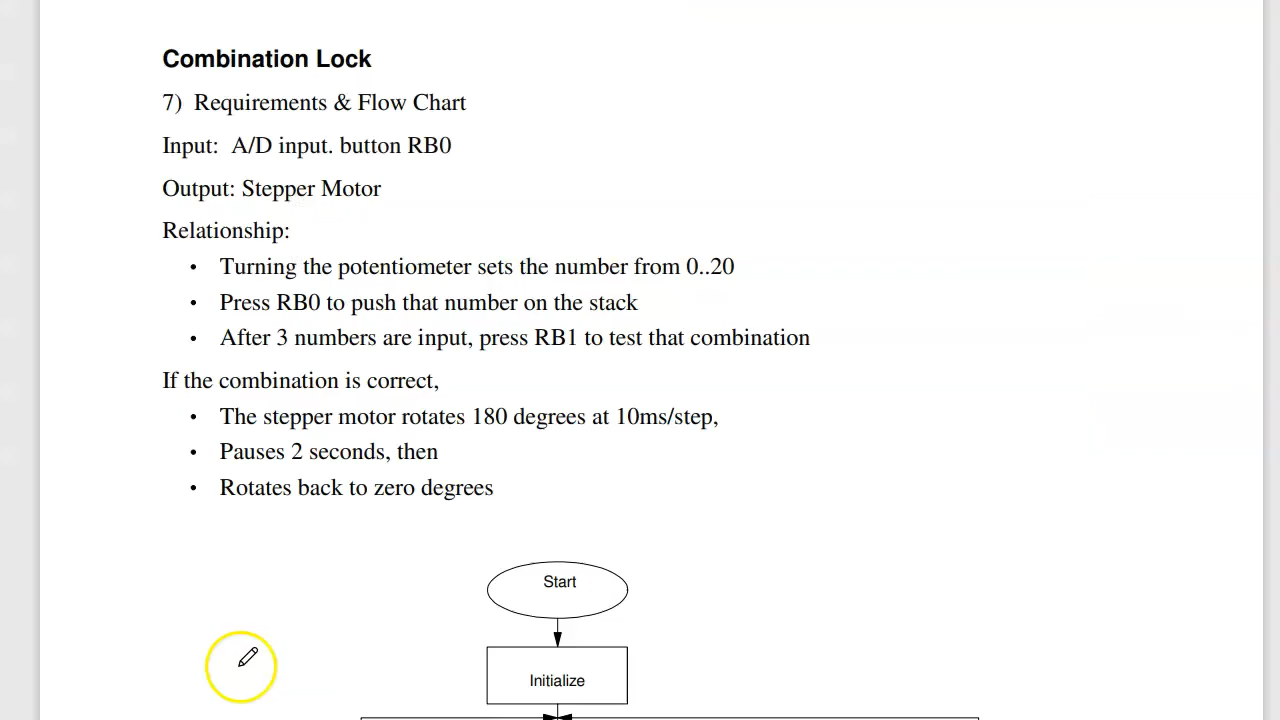 Combination Lock
7) Requirements & Flow Chart
Input: A/D input. button RB0
Output: Stepper Motor
Relationship:
• Turning the potentiometer sets the number from 0..20
• Press RB0 to push that number on the stack
• After 3 numbers are input, press RB1 to test that combination
If the combination is correct,
• The stepper motor rotates 180 degrees at 10ms/step,
• Pauses 2 seconds, then
• Rotates back to zero degrees
Start
Initialize